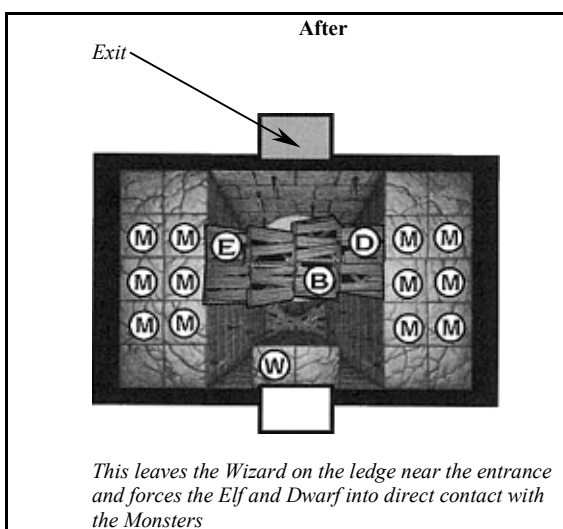 After
Exit
E D
M M M M
B
M M M M
M M M M
W
This leaves the Wizard on the ledge near the entrance
and forces the Elf and Dwarf into direct contact with
the Monsters